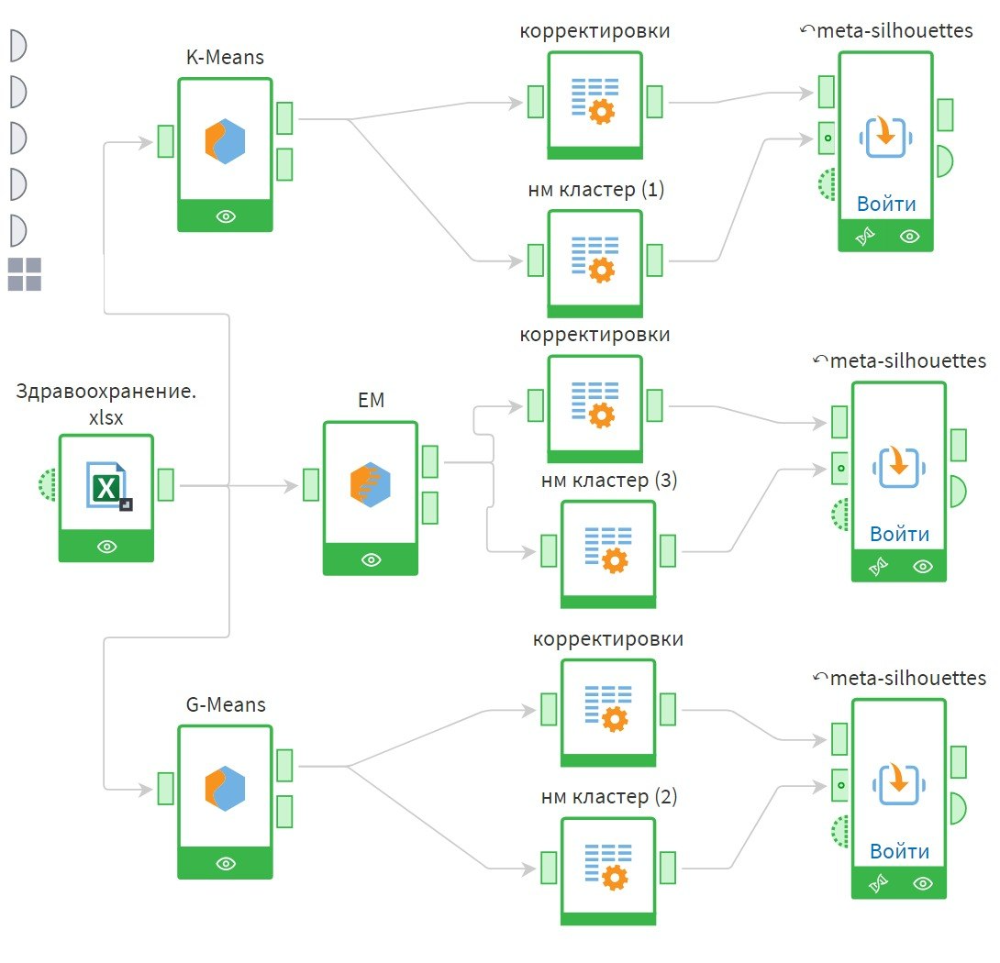 корректировки
⤺meta-silhouettes
K-Means
Войти
нм кластер (1)
корректировки
⤺meta-silhouettes
Здравоохранение.
xlsx
EM
X
нм кластер (3)
Войти
корректировки
⤺meta-silhouettes
G-Means
нм кластер (2)
Войти